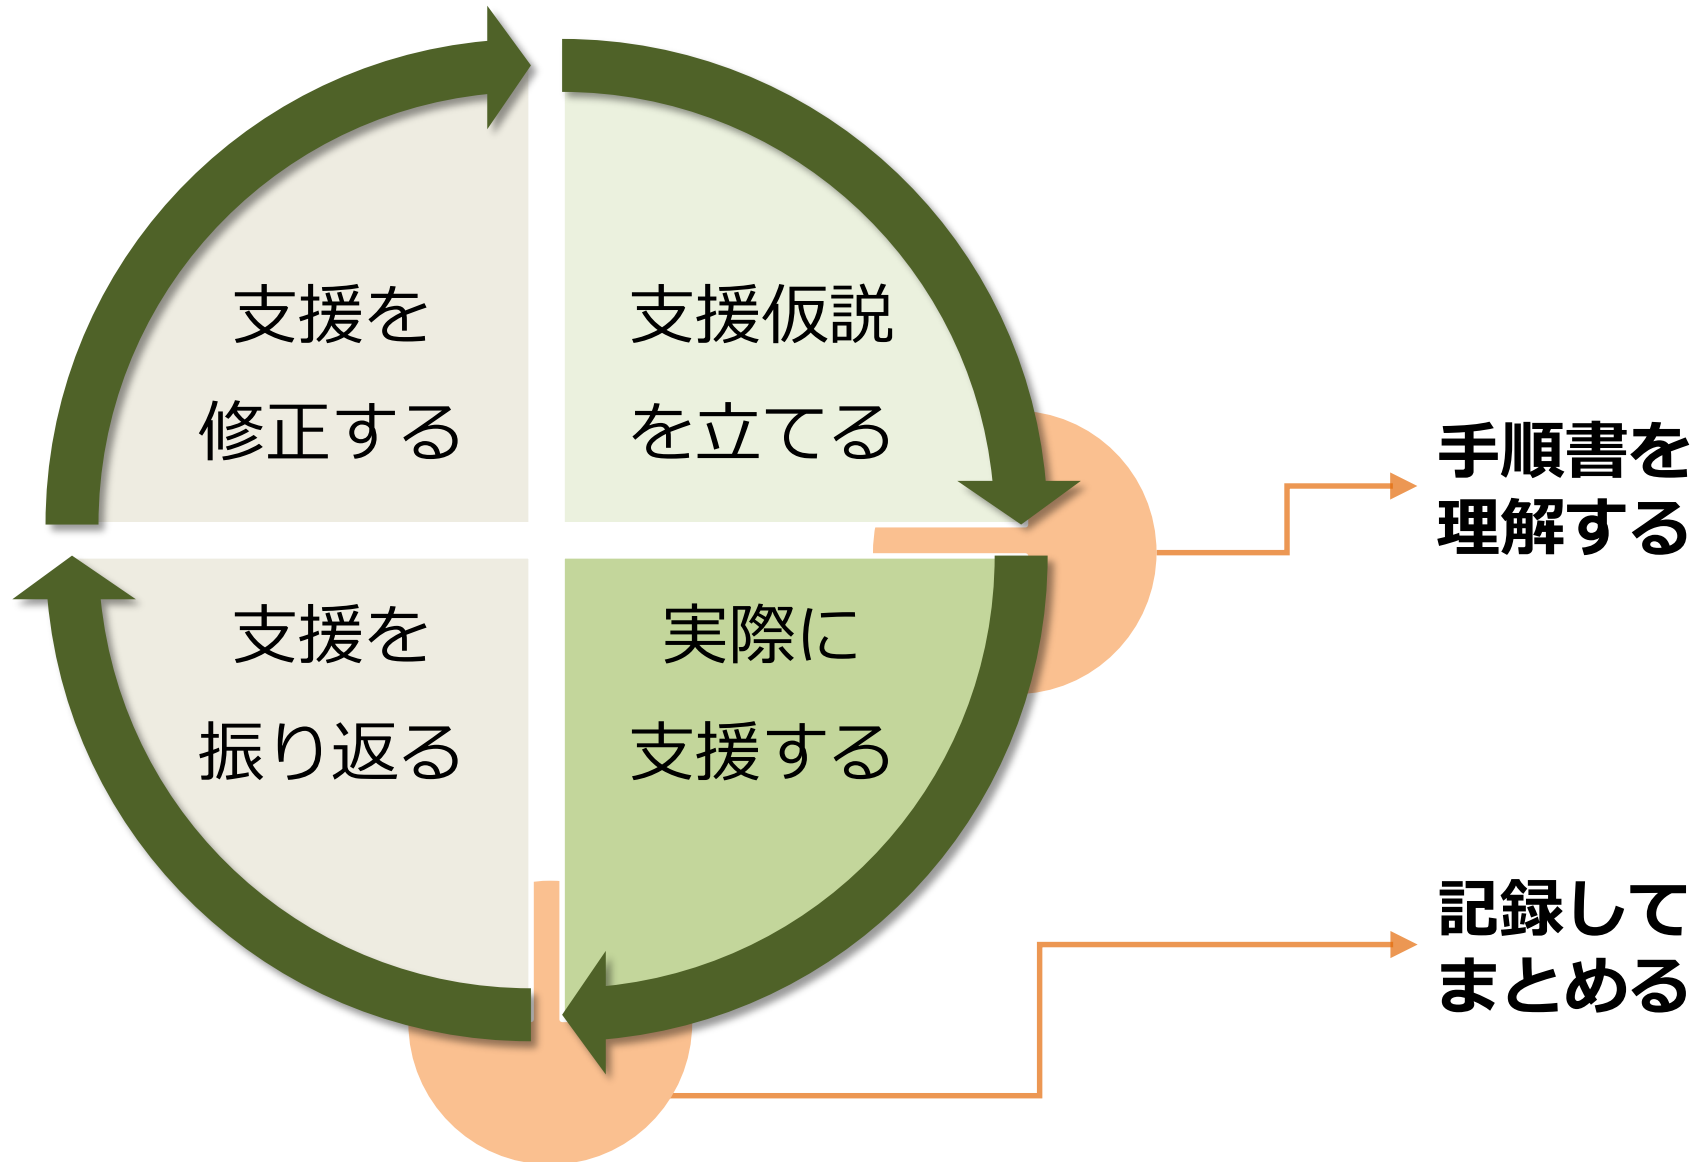 支援を
修正する
支援仮説
を立てる
支援を
振り返る
実際に
支援する
手順書を
理解する
記録して
まとめる